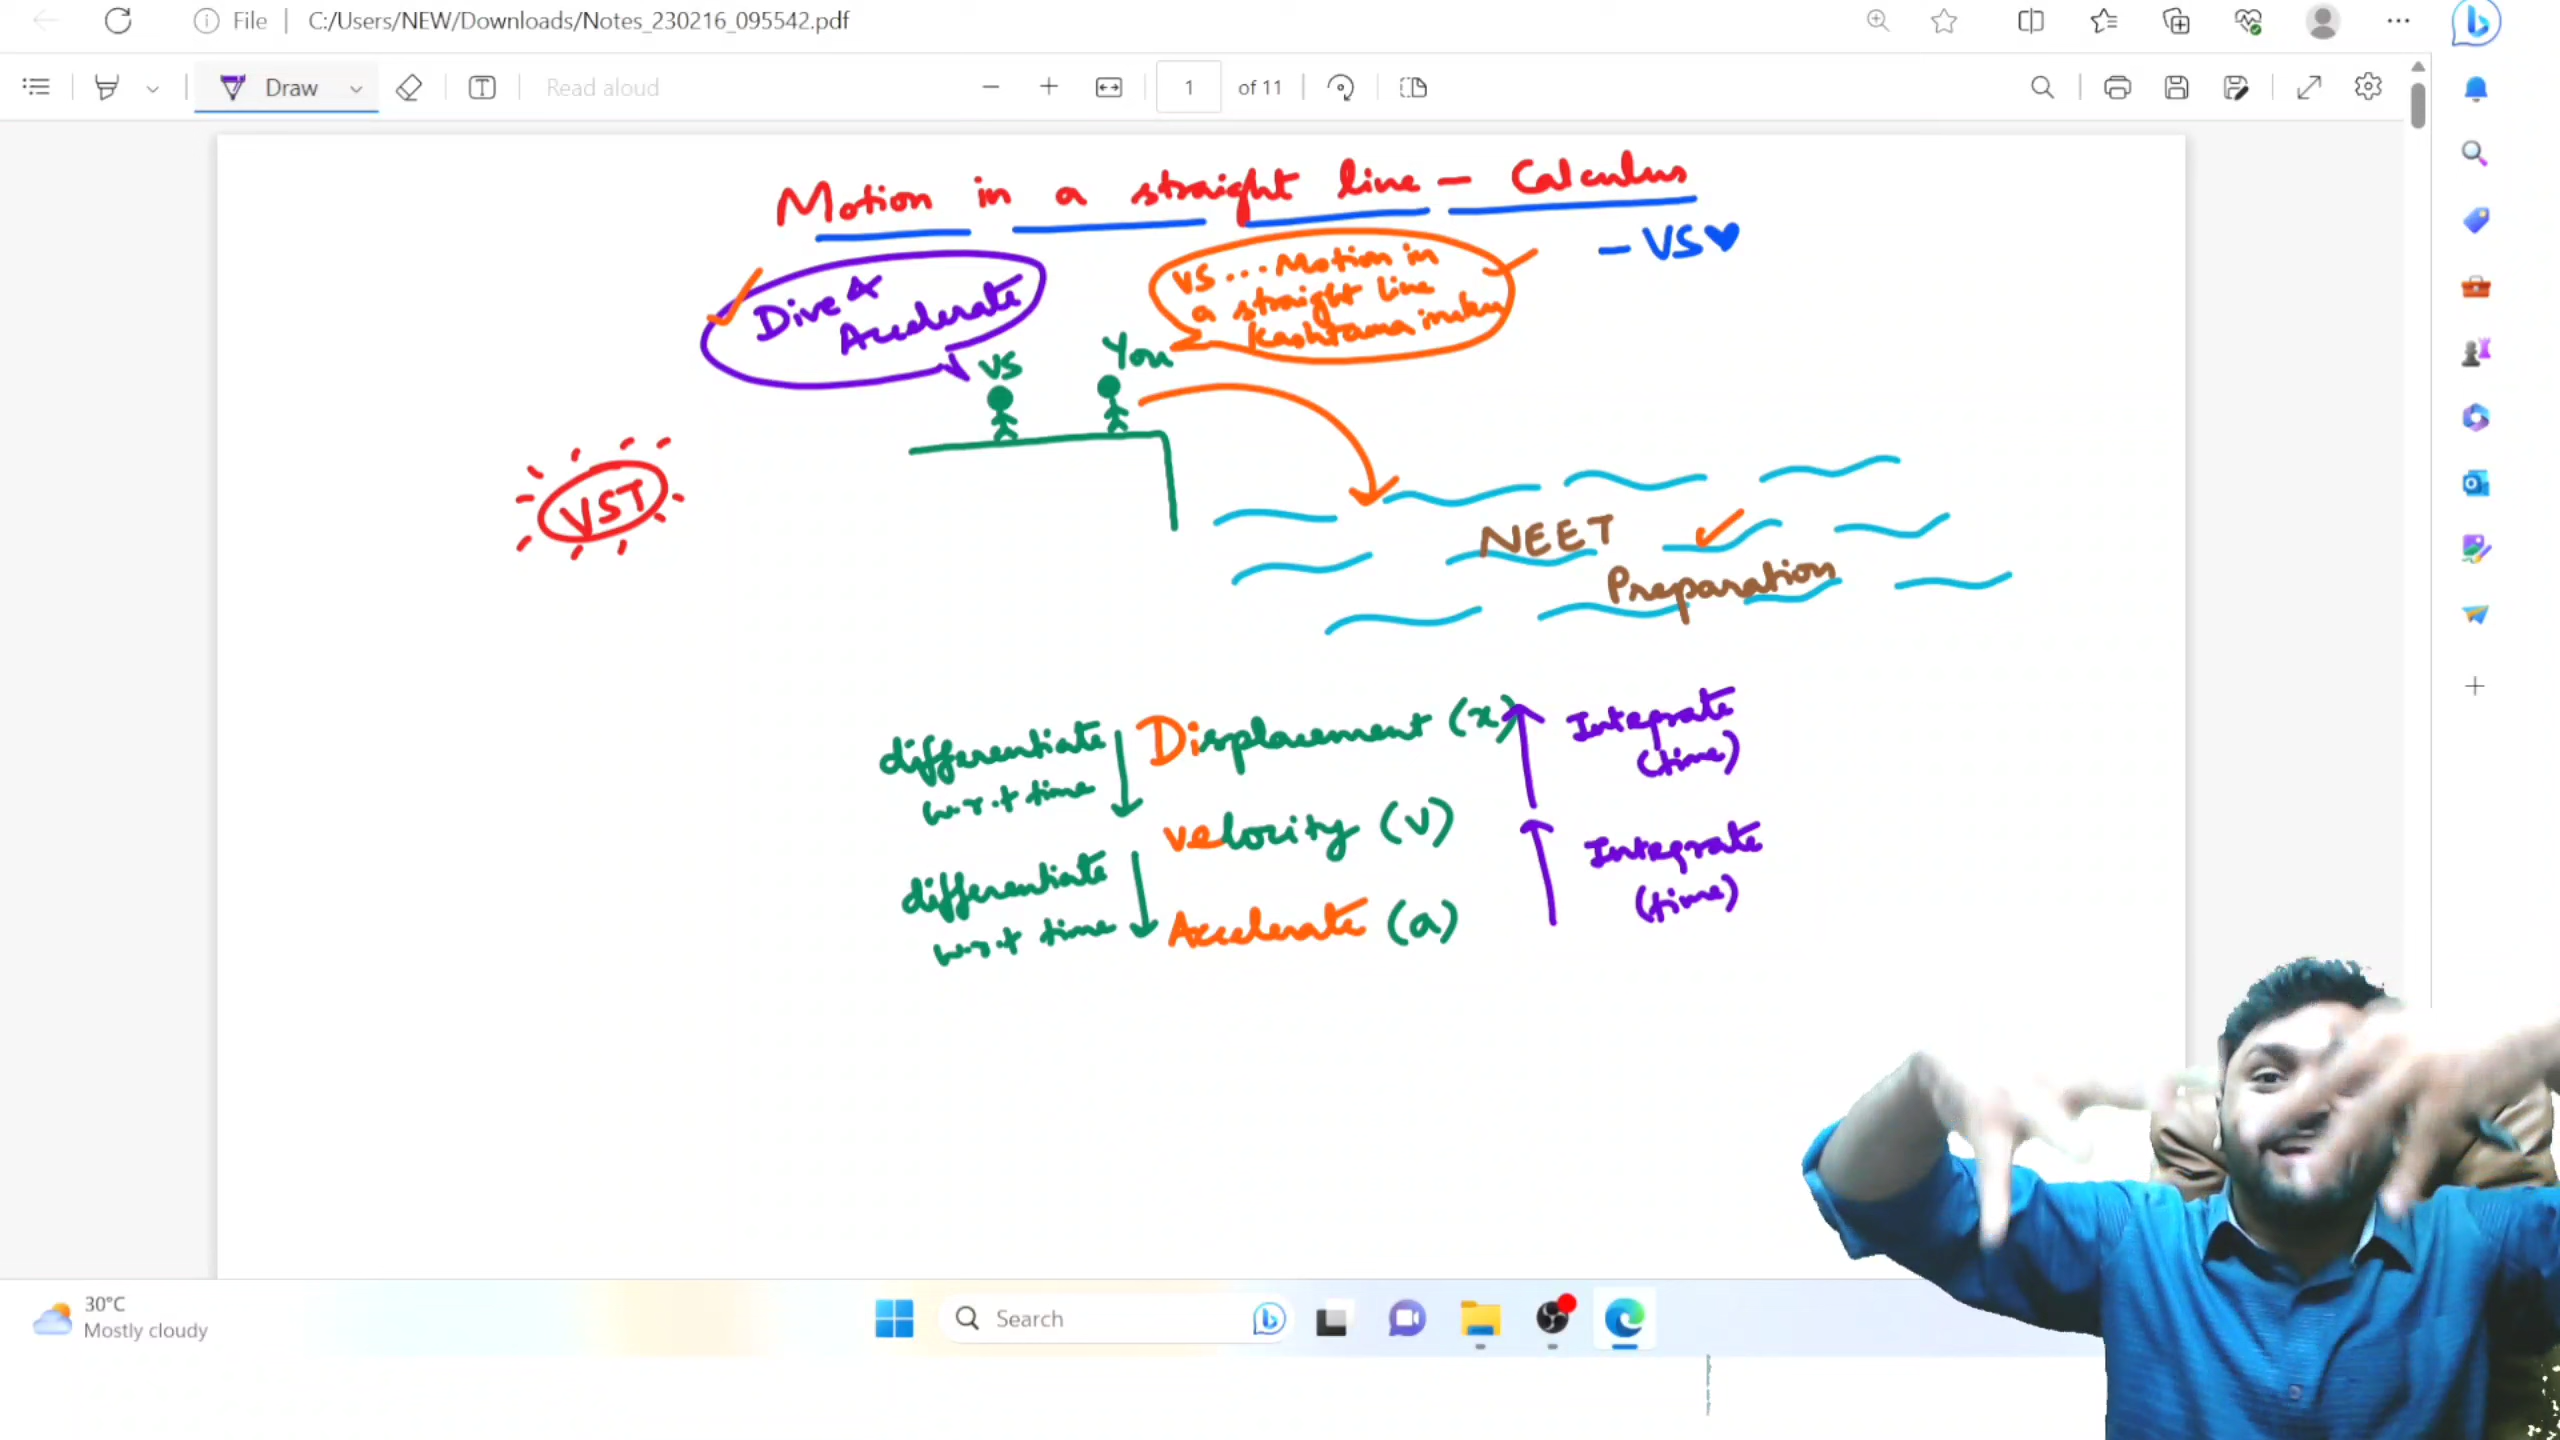 File | C:/Users/NEW/Downloads/Notes_230216_095542.pdf
Draw
Read aloud
1 of 11
Motion in a straight line – Calculus
– VS
Dive &
Accelerate
VS ... Motion in
a straight line
Kashtama
VS
You
VST
NEET
Preparation
differentiate
w.r.t time
Displacement (x)
Integrate
(time)
velocity (v)
differentiate
w.r.t time
Accelerate (a)
Integrate
(time)
30°C
Mostly cloudy
Search